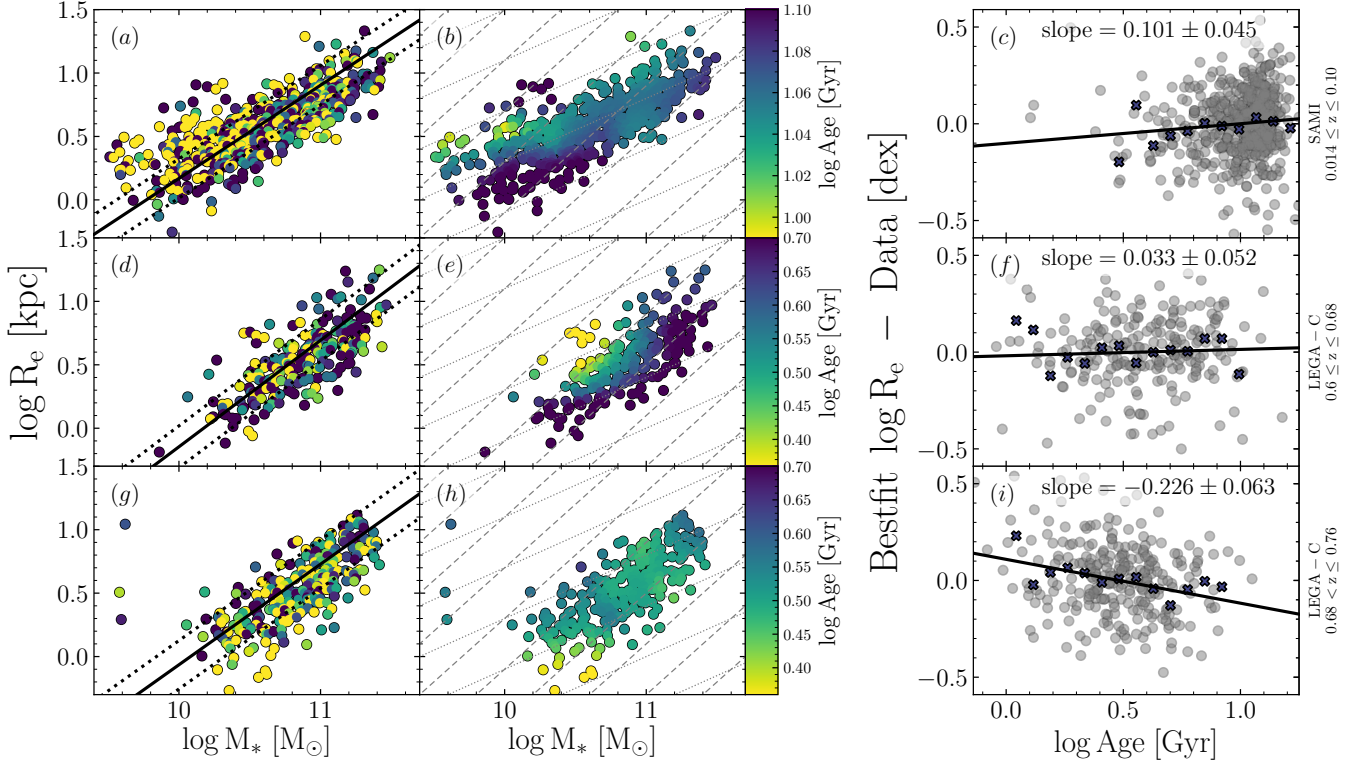 (a)
(b)
(c)
slope = 0.101 ± 0.045
(d)
(e)
(f)
slope = 0.033 ± 0.052
(g)
(h)
(i)
slope = −0.226 ± 0.063
1.5
1.0
0.5
0.0
1.5
1.0
0.5
0.0
1.5
1.0
0.5
0.0
log R_e [kpc]
10
11
log M_* [M_⊙]
10
11
log M_* [M_⊙]
1.10
1.08
1.06
1.04
1.02
1.00
log Age [Gyr]
0.70
0.65
0.60
0.55
0.50
0.45
0.40
log Age [Gyr]
0.70
0.65
0.60
0.55
0.50
0.45
0.40
log Age [Gyr]
Bestfit log R_e − Data [dex]
0.5
0.0
−0.5
0.5
0.0
−0.5
0.5
0.0
−0.5
0.0
0.5
1.0
log Age [Gyr]
SAMI
0.014 ≤ z ≤ 0.10
LEGA − C
0.6 ≤ z ≤ 0.68
LEGA − C
0.68 < z ≤ 0.76